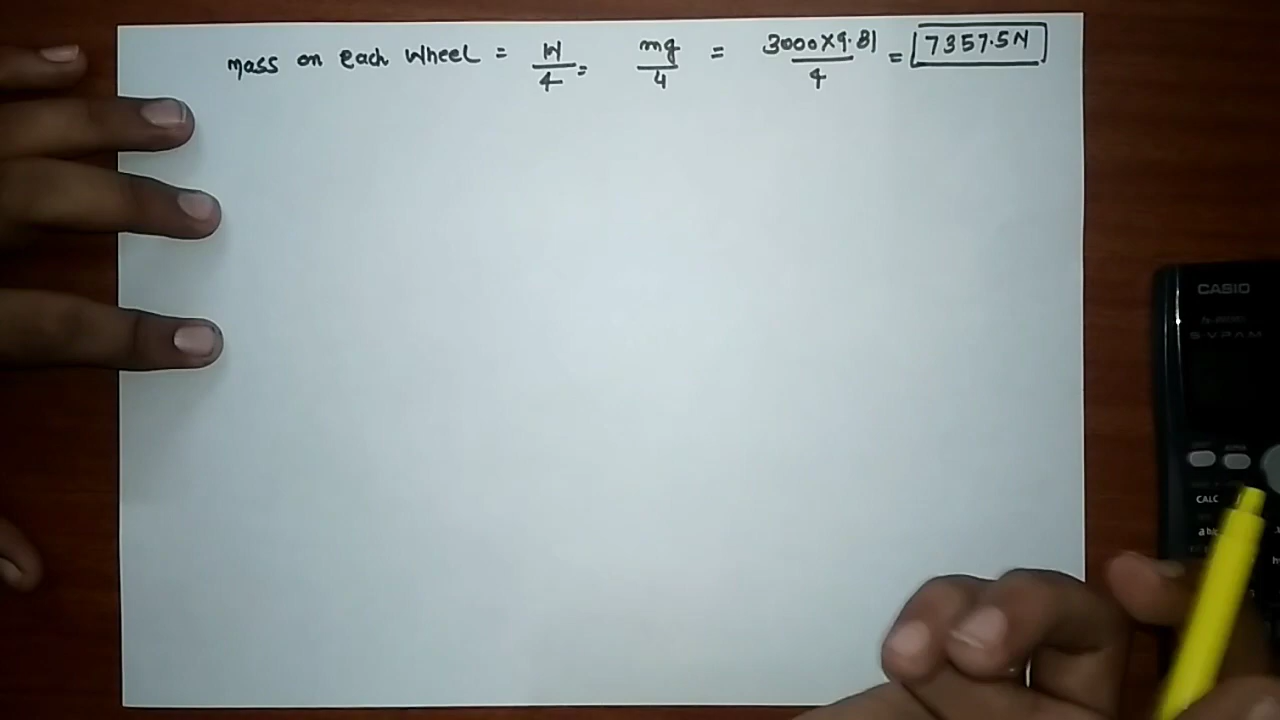 mass on each wheel = W/4 = mg/4 = 3000×9.81/4 = 7357.5N
CASIO
S-V.P.A.M.
CALC